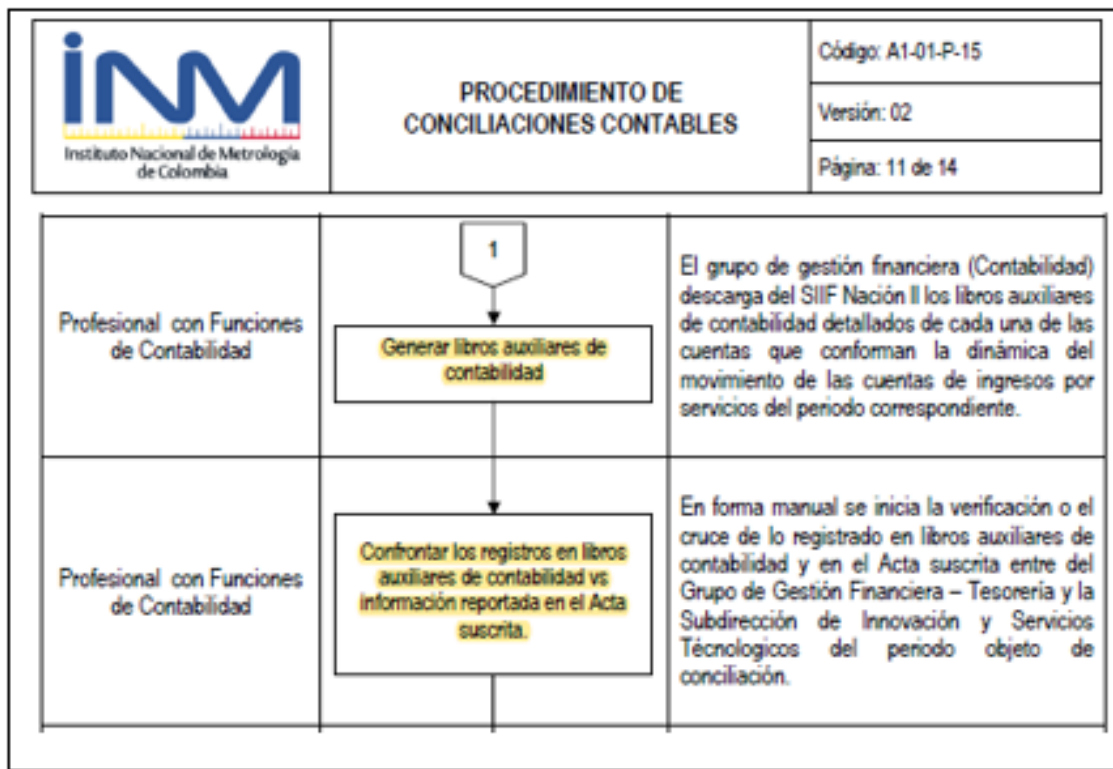 iNM
Instituto Nacional de Metrología
de Colombia
PROCEDIMIENTO DE
CONCILIACIONES CONTABLES
Código: A1-01-P-15
Versión: 02
Página: 11 de 14
Profesional con Funciones
de Contabilidad
1
Generar libros auxiliares de
contabilidad
El grupo de gestión financiera (Contabilidad)
descarga del SIIF Nación II los libros auxiliares
de contabilidad detallados de cada una de las
cuentas que conforman la dinámica del
movimiento de las cuentas de ingresos por
servicios del periodo correspondiente.
Profesional con Funciones
de Contabilidad
Confrontar los registros en libros
auxiliares de contabilidad vs
información reportada en el Acta
suscrita.
En forma manual se inicia la verificación o el
cruce de lo registrado en libros auxiliares de
contabilidad y en el Acta suscrita entre del
Grupo de Gestión Financiera – Tesorería y la
Subdirección de Innovación y Servicios
Técnologicos del periodo objeto de
conciliación.